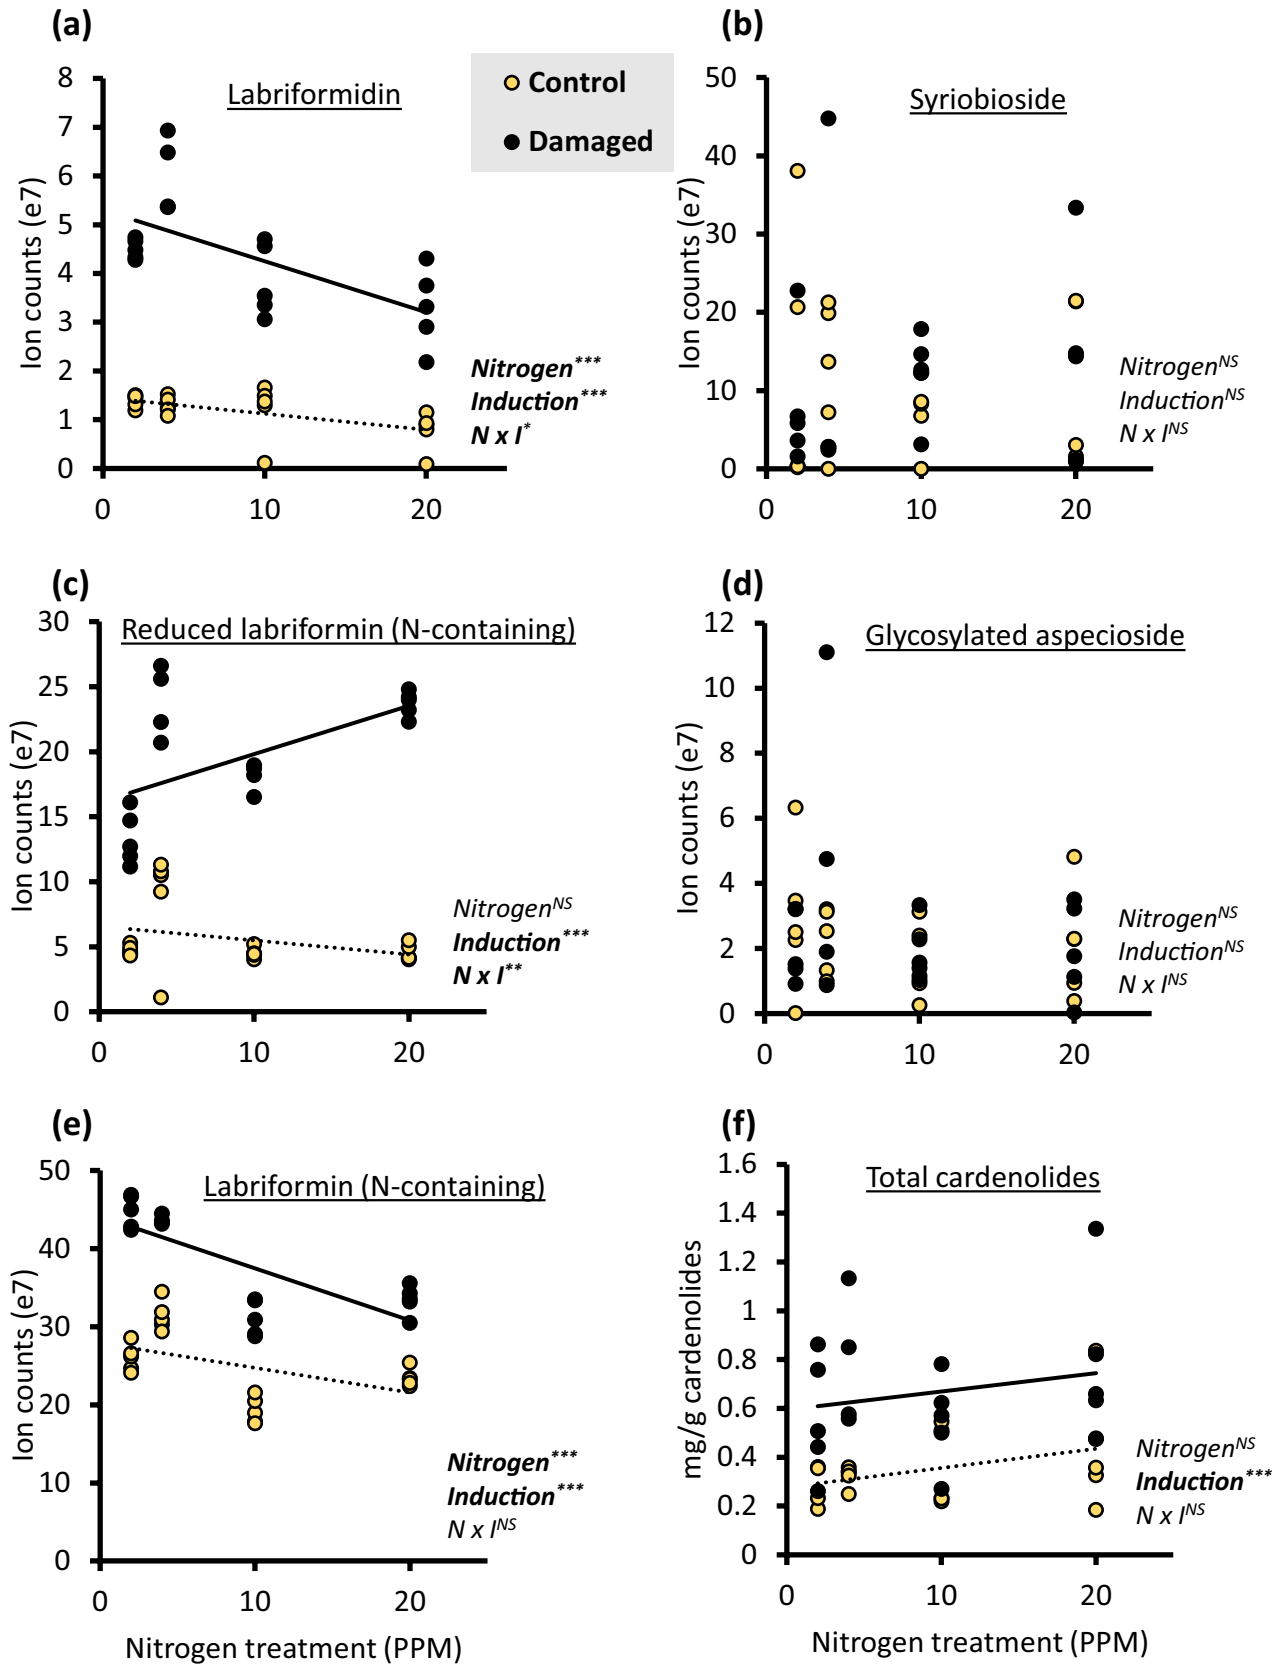 (a)
Labriformidin
Control
Damaged
8
7
6
5
4
3
2
1
0
Ion counts (e7)
0 10 20
Nitrogen***
Induction***
N x I*
(b)
Syriobioside
50
40
30
20
10
0
Ion counts (e7)
0 10 20
Nitrogen^NS
Induction^NS
N x I^NS
(c)
Reduced labriformin (N-containing)
30
25
20
15
10
5
0
Ion counts (e7)
0 10 20
Nitrogen^NS
Induction***
N x I**
(d)
Glycosylated aspecioside
12
10
8
6
4
2
0
Ion counts (e7)
0 10 20
Nitrogen^NS
Induction^NS
N x I^NS
(e)
Labriformin (N-containing)
50
40
30
20
10
0
Ion counts (e7)
0 10 20
Nitrogen***
Induction***
N x I^NS
Nitrogen treatment (PPM)
(f)
Total cardenolides
1.6
1.4
1.2
1
0.8
0.6
0.4
0.2
0
mg/g cardenolides
0 10 20
Nitrogen^NS
Induction***
N x I^NS
Nitrogen treatment (PPM)